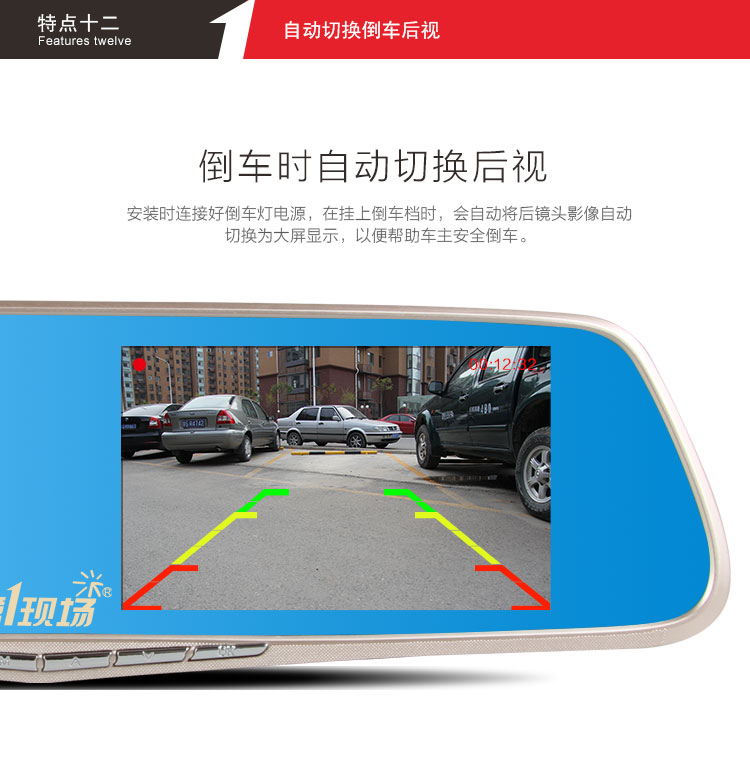 特点十二
Features twelve
自动切换倒车后视
倒车时自动切换后视
安装时连接好倒车灯电源，在挂上倒车档时，会自动将后镜头影像自动
切换为大屏显示，以便帮助车主安全倒车。
00:12:32
1现场®
OK